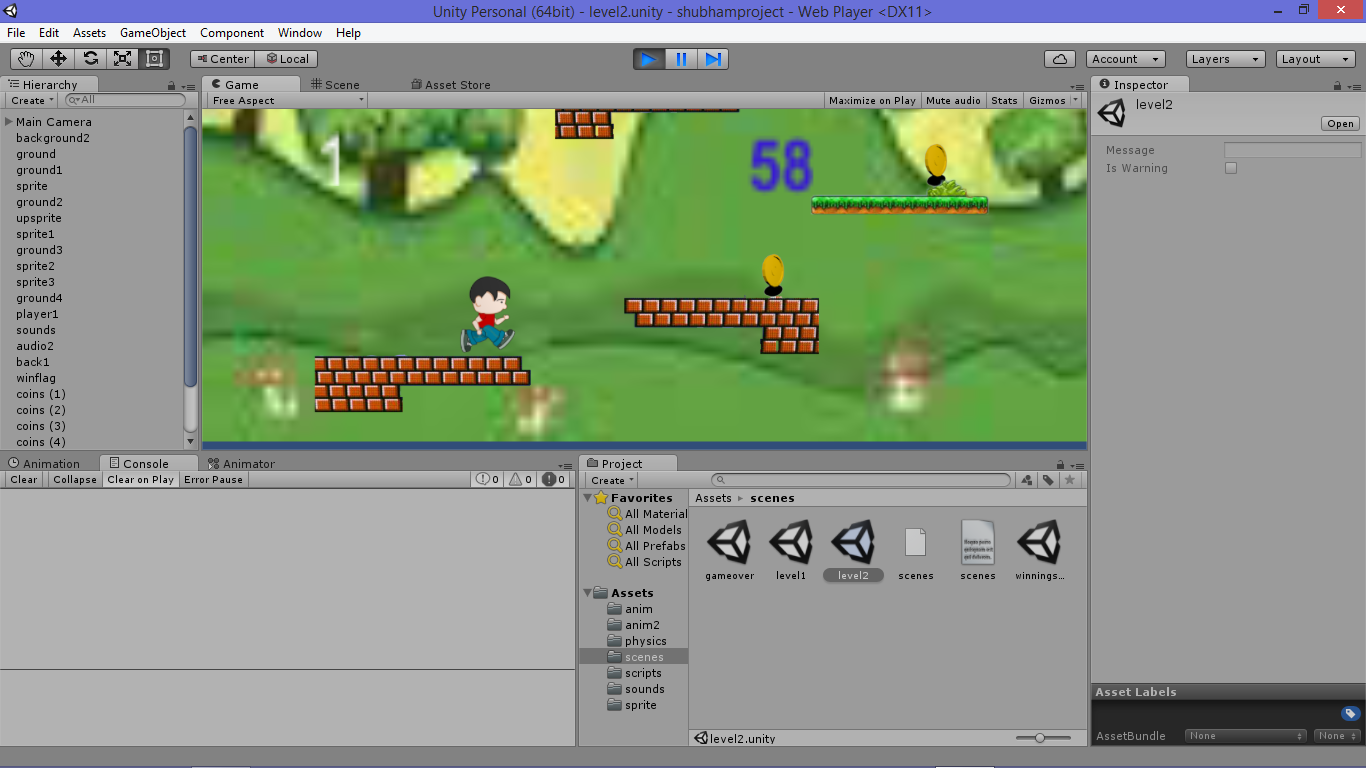 Unity Personal (64bit) - level2.unity - shubhamproject - Web Player <DX11>
File Edit Assets GameObject Component Window Help
Center Local Account Layers Layout
Hierarchy
Create All
Main Camera
background2
ground
ground1
sprite
ground2
upsprite
sprite1
ground3
sprite2
sprite3
ground4
player1
sounds
audio2
back1
winflag
coins (1)
coins (2)
coins (3)
coins (4)
Game Scene Asset Store
Free Aspect Maximize on Play Mute audio Stats Gizmos
1 58
Inspector
level2
Open
Message
Is Warning
Animation Console Animator
Clear Collapse Clear on Play Error Pause 0 0 0
Project
Create
Favorites
All Material
All Models
All Prefabs
All Scripts
Assets
anim
anim2
physics
scenes
scripts
sounds
sprite
Assets scenes
gameover level1 level2 scenes scenes winnings...
level2.unity
Asset Labels
AssetBundle None None